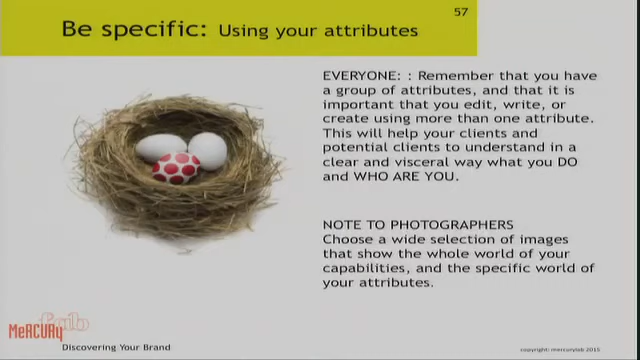 57
Be specific: Using your attributes
EVERYONE: : Remember that you have
a group of attributes, and that it is
important that you edit, write, or
create using more than one attribute.
This will help your clients and
potential clients to understand in a
clear and visceral way what you DO
and WHO ARE YOU.
NOTE TO PHOTOGRAPHERS
Choose a wide selection of images
that show the whole world of your
capabilities, and the specific world of
your attributes.
MeRCURy
lab
Discovering Your Brand
copyright: mercurylab 2015